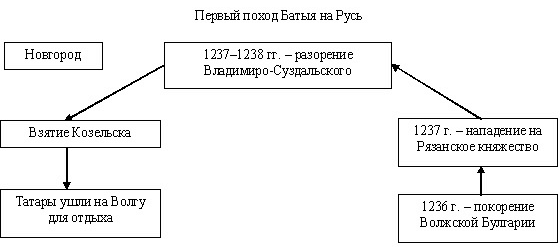 Первый поход Батыя на Русь
Новгород
1237–1238 гг. – разорение
Владимиро-Суздальского
Взятие Козельска
1237 г. – нападение на
Рязанское княжество
Татары ушли на Волгу
для отдыха
1236 г. – покорение
Волжской Булгарии